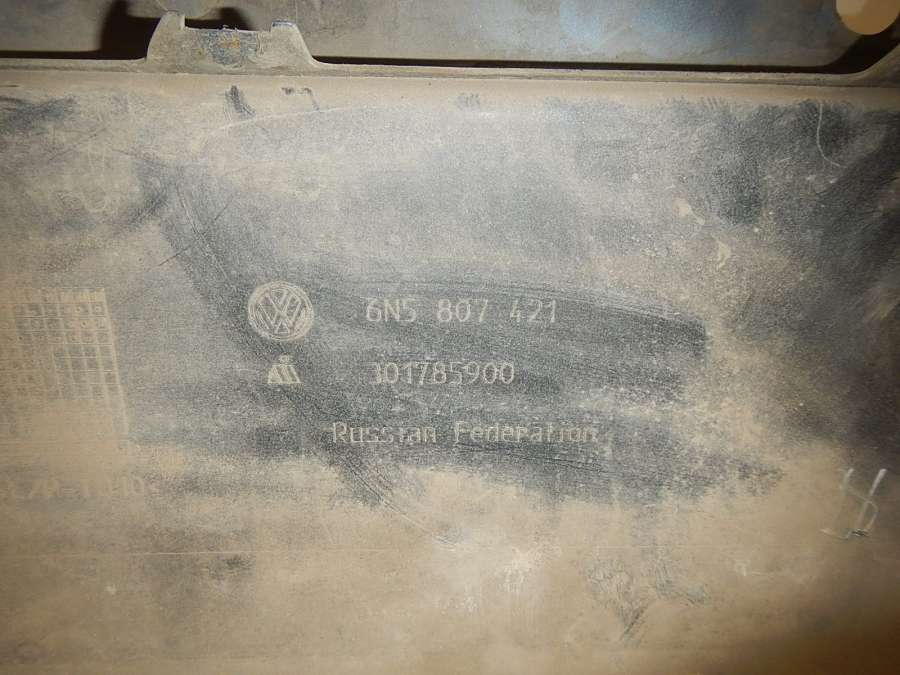 6N5 807 421
301785900
Russian Federation